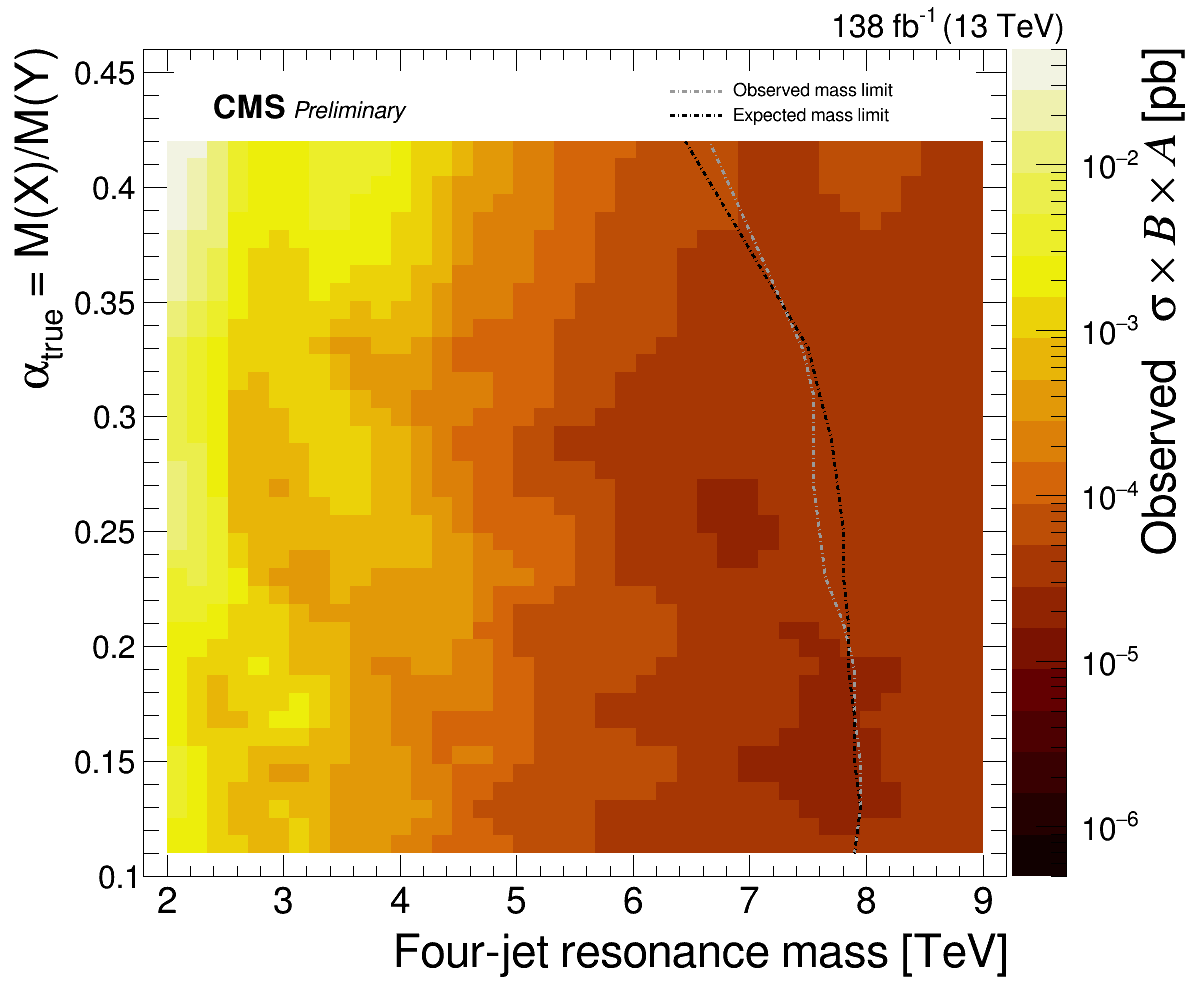 138 fb⁻¹ (13 TeV)
CMS Preliminary
Observed mass limit
Expected mass limit
α_true = M(X)/M(Y)
0.45
0.4
0.35
0.3
0.25
0.2
0.15
0.1
2 3 4 5 6 7 8 9
Four-jet resonance mass [TeV]
10⁻²
10⁻³
10⁻⁴
10⁻⁵
10⁻⁶
Observed σ × B × A [pb]